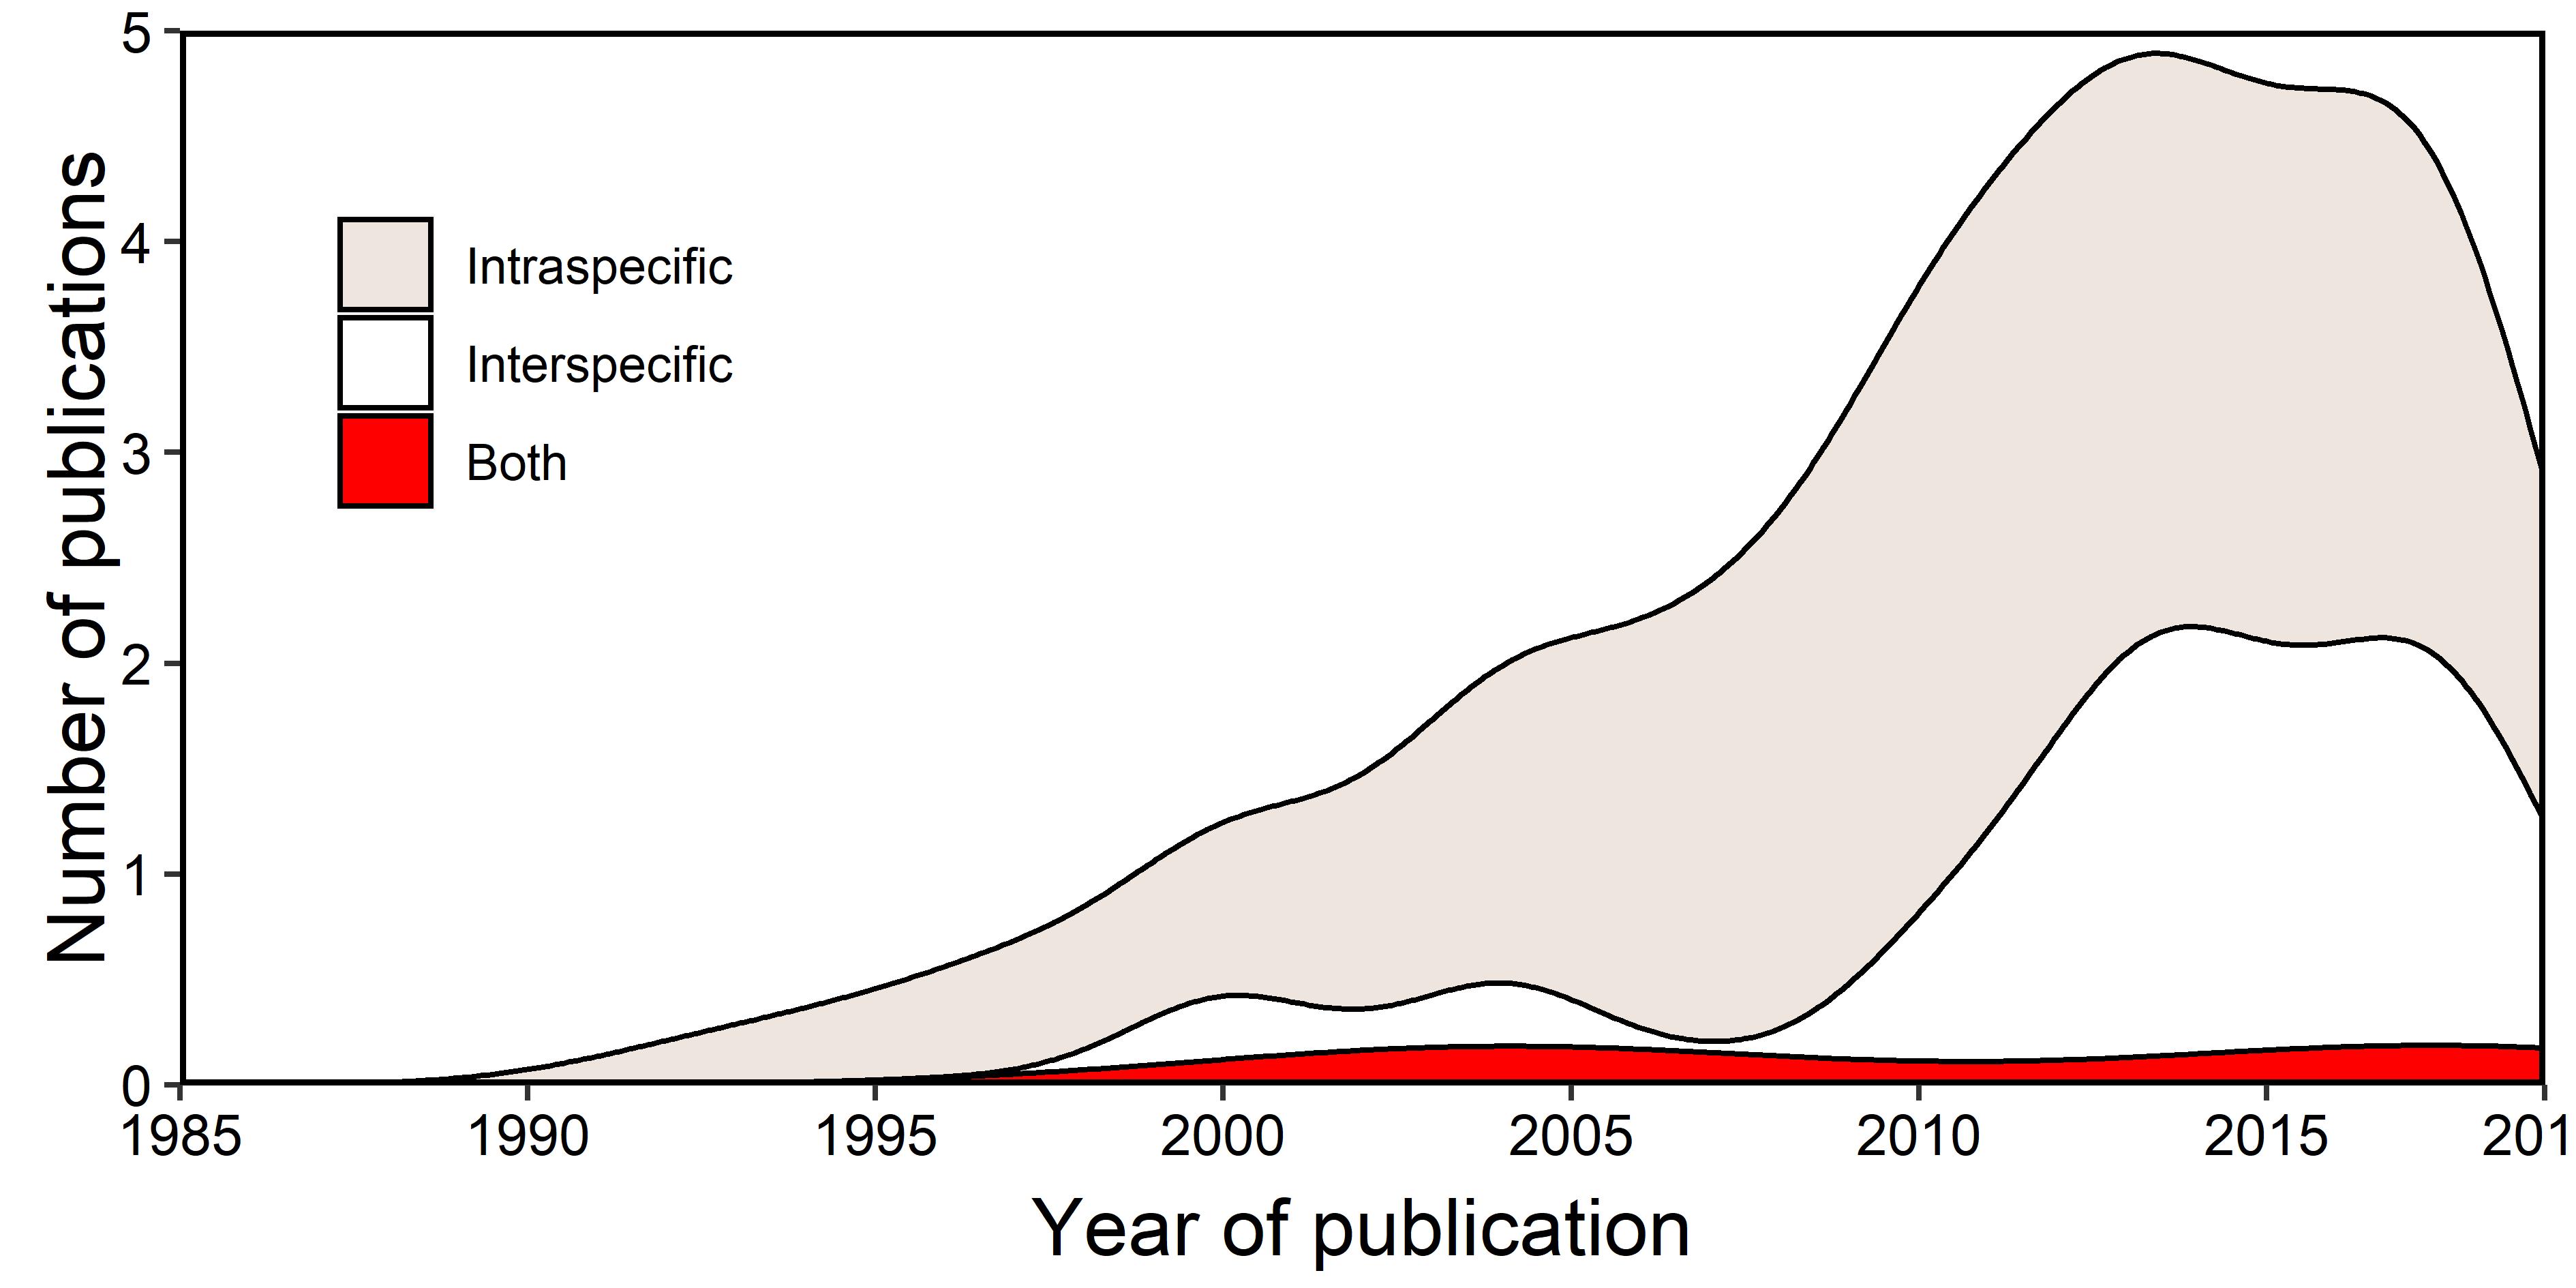 Number of publications
5
4
3
2
1
0
Intraspecific
Interspecific
Both
1985 1990 1995 2000 2005 2010 2015 201
Year of publication